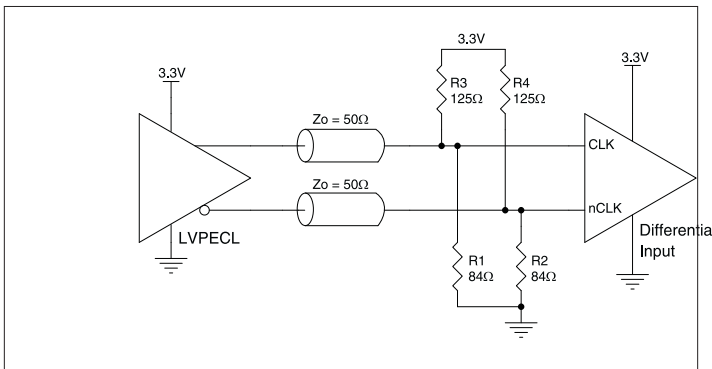 3.3V
R3
125Ω
R4
125Ω
3.3V
3.3V
Zo = 50Ω
CLK
Zo = 50Ω
nCLK
LVPECL
Differentia
Input
R1
84Ω
R2
84Ω